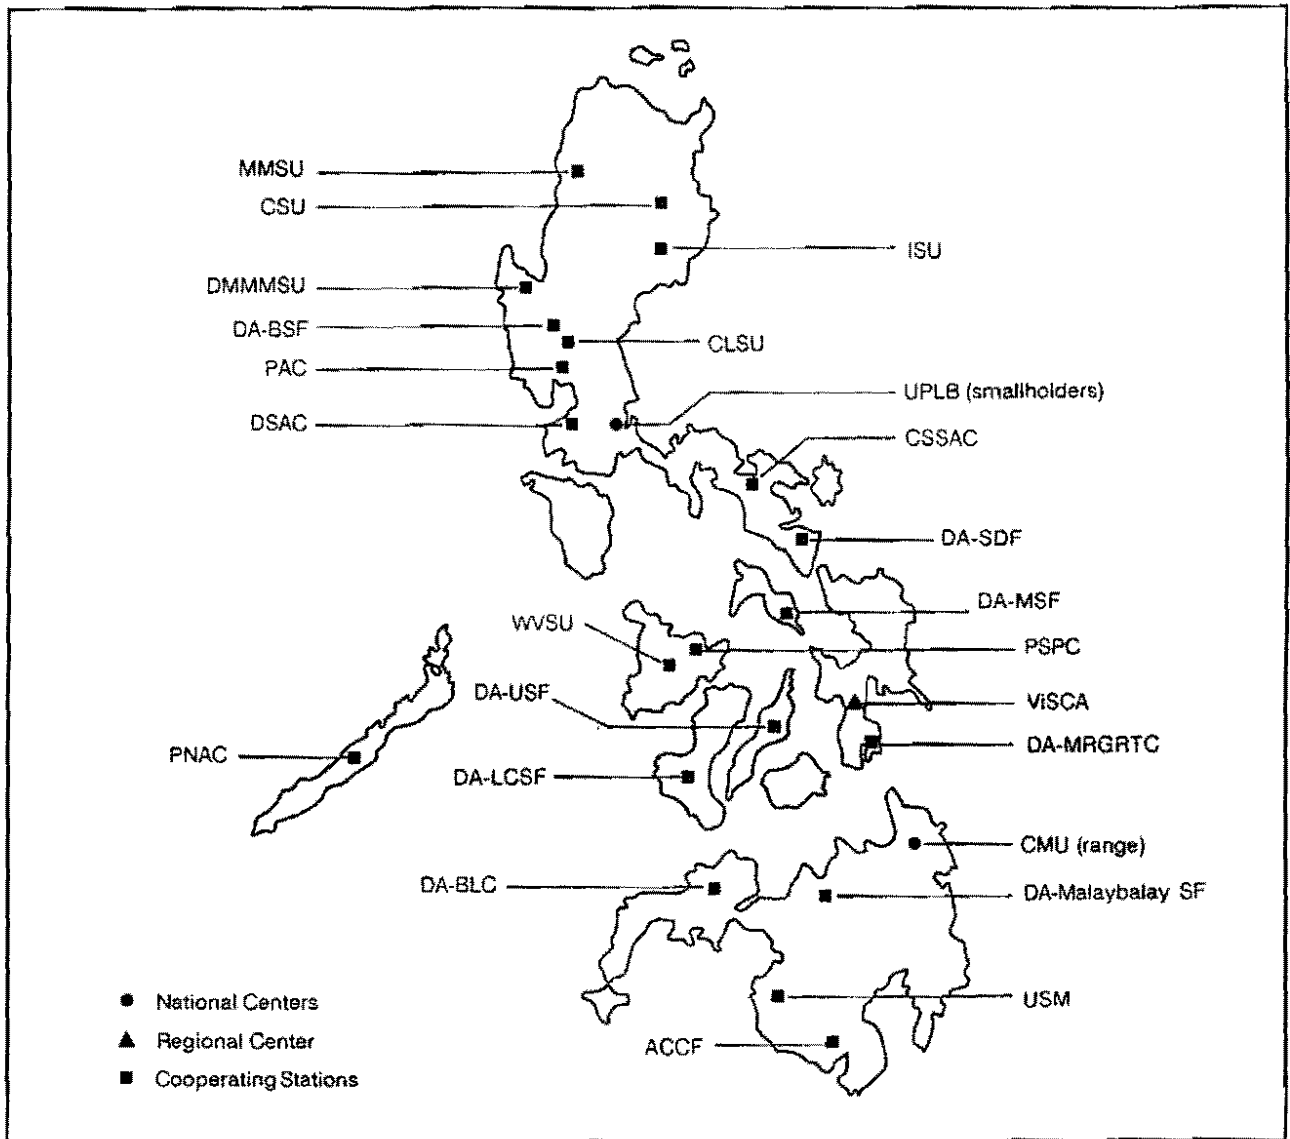 MMSU
CSU
ISU
DMMMSU
DA-BSF
CLSU
PAC
UPLB (smallholders)
DSAC
CSSAC
DA-SDF
DA-MSF
WVSU
PSPC
DA-USF
ViSCA
DA-MRGRTC
PNAC
DA-LCSF
CMU (range)
DA-BLC
DA-Malaybalay SF
National Centers
USM
Regional Center
ACCF
Cooperating Stations